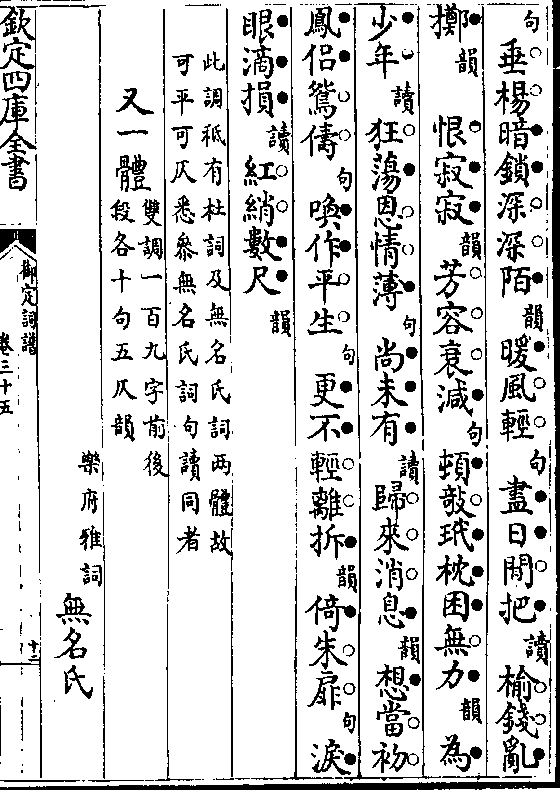 句垂楊暗鎖深深陌韻暖風輕句盡日閒把讀榆錢亂
擲韻恨寂寂韻芳容衰減句頓敧玳枕困無力韻為
少年讀狂蕩恩情薄句尚未有讀歸來消息韻想當初
鳳侶鴛儔句喚作平生句更不輕離拆韻倚朱扉句淚
眼滴損讀紅綃數尺韻
此調秪有杜詞及無名氏詞兩體故
可平可仄悉叅無名氏詞句讀同者
又一體雙調一百九字前後
段各十句五仄韻
樂府雅詞
無名氏
欽定四庫全書
御定詞譜
卷三十五
十二